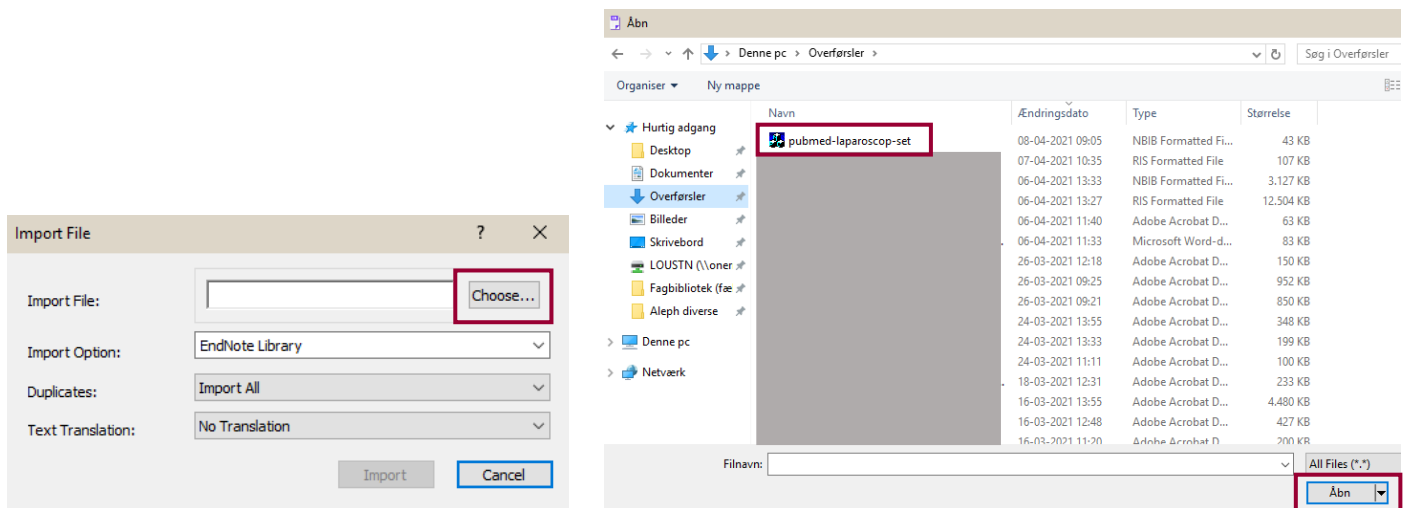 Import File
?
Import File:
Choose...
Import Option:
EndNote Library
Duplicates:
Import All
Text Translation:
No Translation
Import
Cancel
Åbn
Denne pc
Overførsler
Søg i Overførsler
Organiser
Ny mappe
Navn
Ændringsdato
Type
Størrelse
Hurtig adgang
Desktop
Dokumenter
Overførsler
Billeder
Skrivebord
LOUSTN (\\oner
Fagbibliotek (fæ
Aleph diverse
Denne pc
Netværk
pubmed-laparoscop-set
08-04-2021 09:05 NBIB Formatted Fi... 43 KB
07-04-2021 10:35 RIS Formatted File 107 KB
06-04-2021 13:33 NBIB Formatted Fi... 3.127 KB
06-04-2021 13:27 RIS Formatted File 12.504 KB
06-04-2021 11:40 Adobe Acrobat D... 63 KB
06-04-2021 11:33 Microsoft Word-d... 83 KB
26-03-2021 12:18 Adobe Acrobat D... 150 KB
26-03-2021 09:25 Adobe Acrobat D... 952 KB
26-03-2021 09:21 Adobe Acrobat D... 850 KB
24-03-2021 13:55 Adobe Acrobat D... 348 KB
24-03-2021 13:33 Adobe Acrobat D... 199 KB
24-03-2021 11:11 Adobe Acrobat D... 100 KB
18-03-2021 12:31 Adobe Acrobat D... 233 KB
16-03-2021 13:55 Adobe Acrobat D... 4.480 KB
16-03-2021 12:48 Adobe Acrobat D... 427 KB
16-03-2021 11:20 Adobe Acrobat D 200 KB
Filnavn:
All Files (*.*)
Åbn